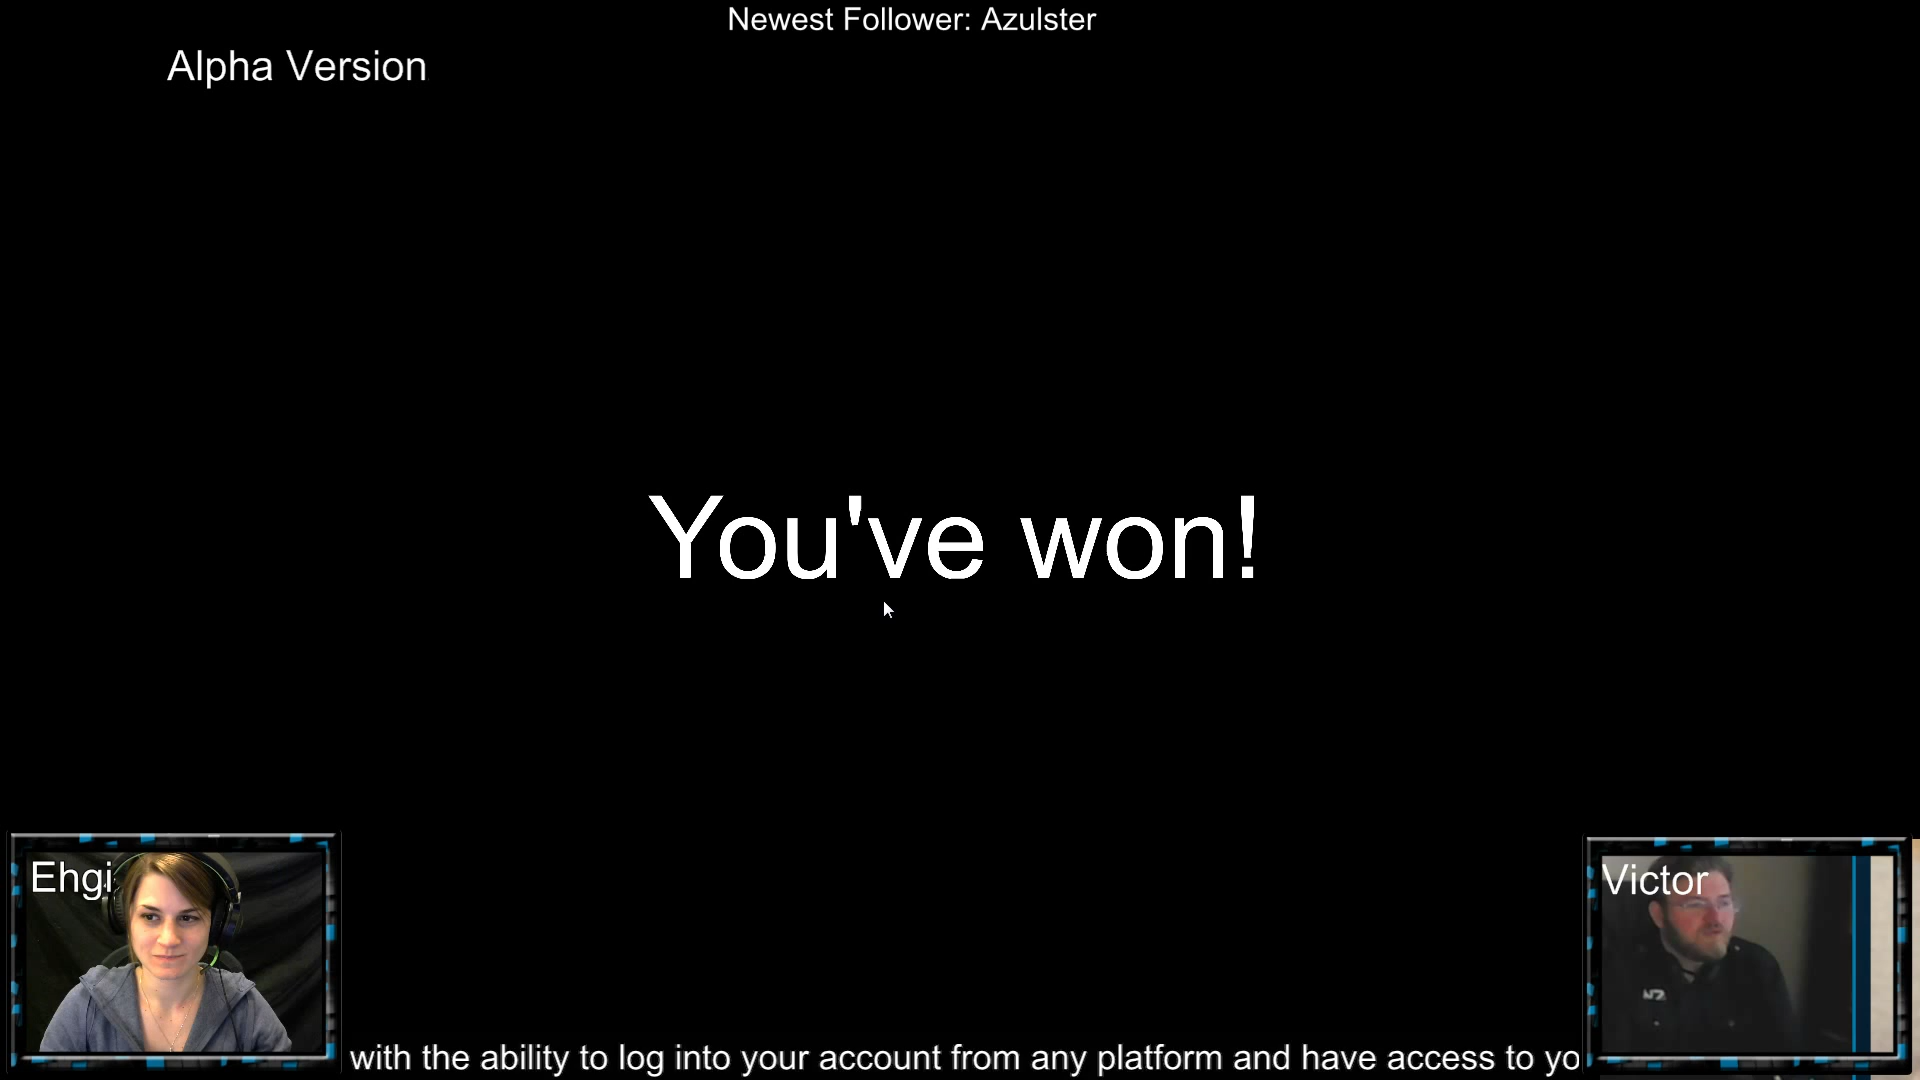 Newest Follower: Azulster
Alpha Version
You've won!
Ehgi
Victor
N7
with the ability to log into your account from any platform and have access to yo